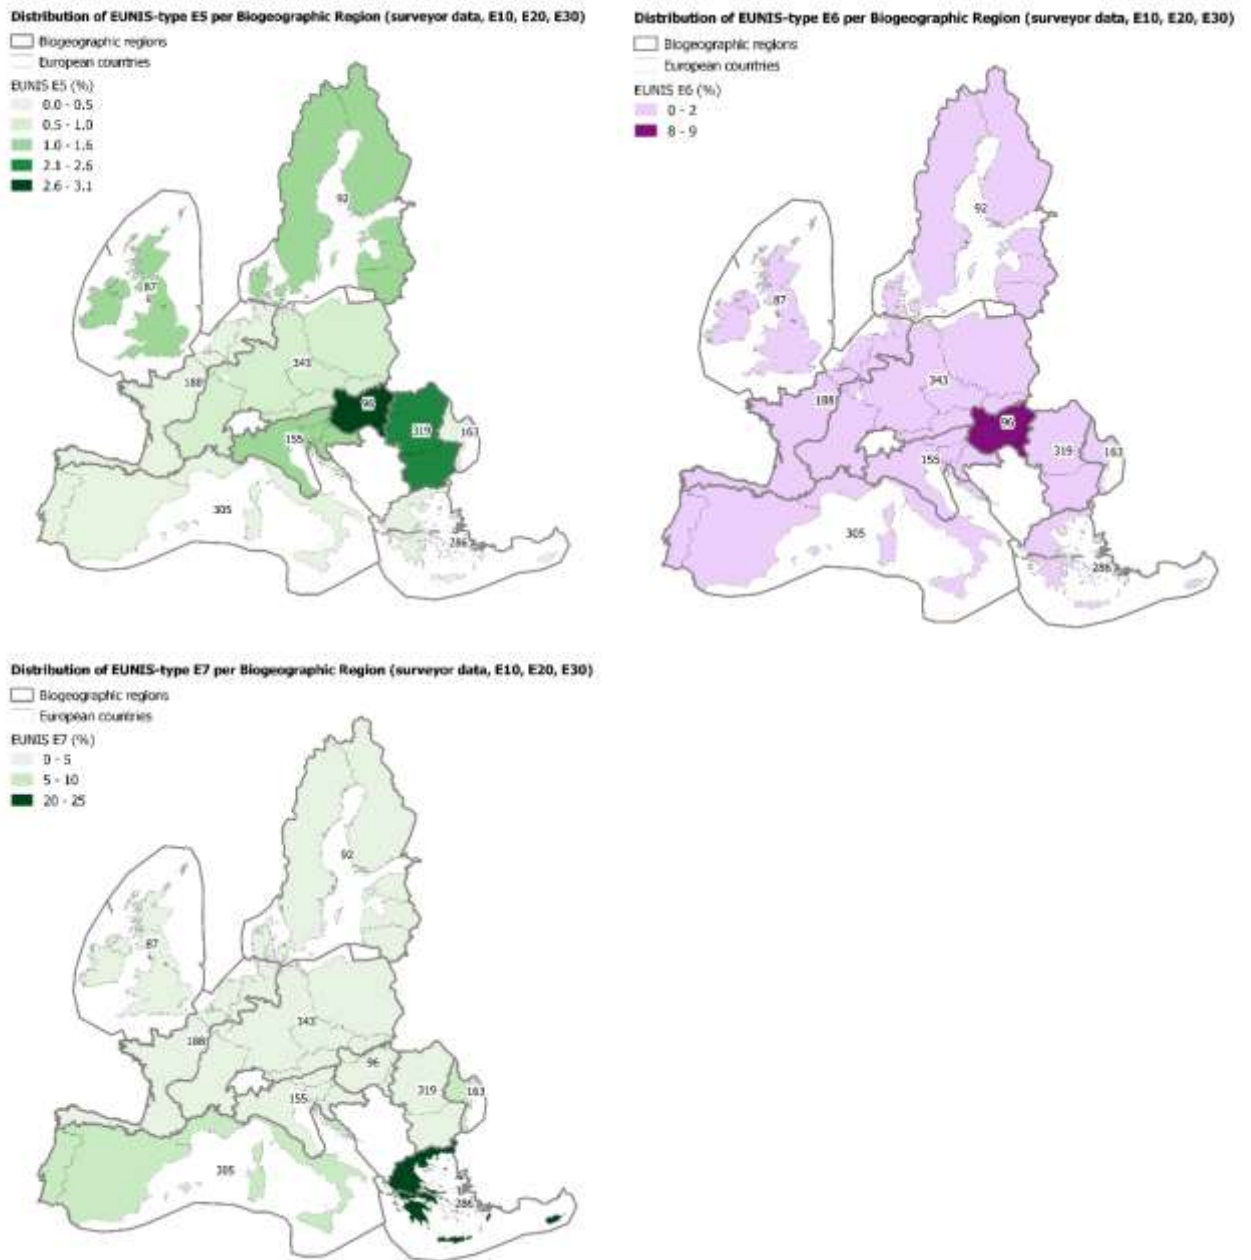 Distribution of EUNIS-type E5 per Biogeographic Region (surveyor data, E10, E20, E30)
Biogeographic regions
European countries
EUNIS E5 (%)
0.0 - 0.5
0.5 - 1.0
1.0 - 1.6
2.1 - 2.6
2.6 - 3.1
92
87
343
188
96
319
163
155
305
286
Distribution of EUNIS-type E6 per Biogeographic Region (surveyor data, E10, E20, E30)
Biogeographic regions
European countries
EUNIS E6 (%)
0 - 2
8 - 9
92
87
343
188
96
319
163
155
305
286
Distribution of EUNIS-type E7 per Biogeographic Region (surveyor data, E10, E20, E30)
Biogeographic regions
European countries
EUNIS E7 (%)
0 - 5
5 - 10
20 - 25
92
87
343
188
96
319
163
155
305
286